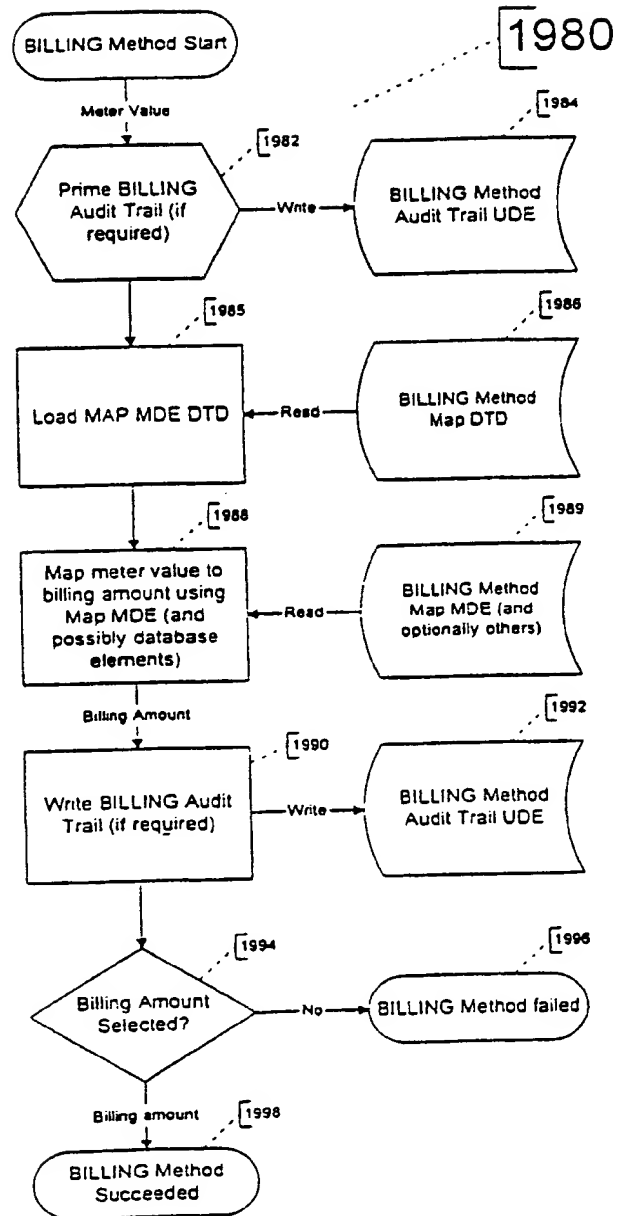 1980
BILLING Method Start
Meter Value
1982
1984
Prime BILLING
Audit Trail (if
required)
Write
BILLING Method
Audit Trail UDE
1985
1986
Load MAP MDE DTD
Read
BILLING Method
Map DTD
1988
1989
Map meter value to
billing amount using
Map MDE (and
possibly database
elements)
Read
BILLING Method
Map MDE (and
optionally others)
Billing Amount
1990
1992
Write BILLING Audit
Trail (if required)
Write
BILLING Method
Audit Trail UDE
1994
1996
Billing Amount
Selected?
No
BILLING Method failed
Billing amount
1998
BILLING Method
Succeeded